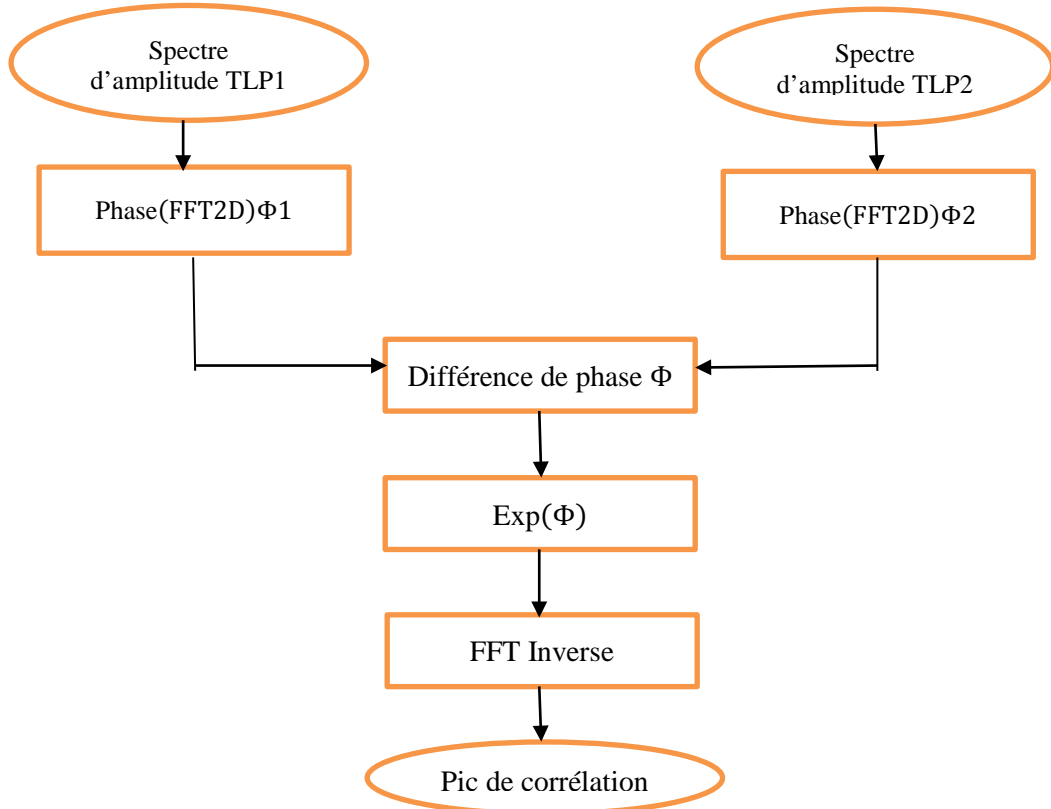 Spectre
d’amplitude TLP1
Spectre
d’amplitude TLP2
Phase(FFT2D)Φ1
Phase(FFT2D)Φ2
Différence de phase Φ
Exp(Φ)
FFT Inverse
Pic de corrélation